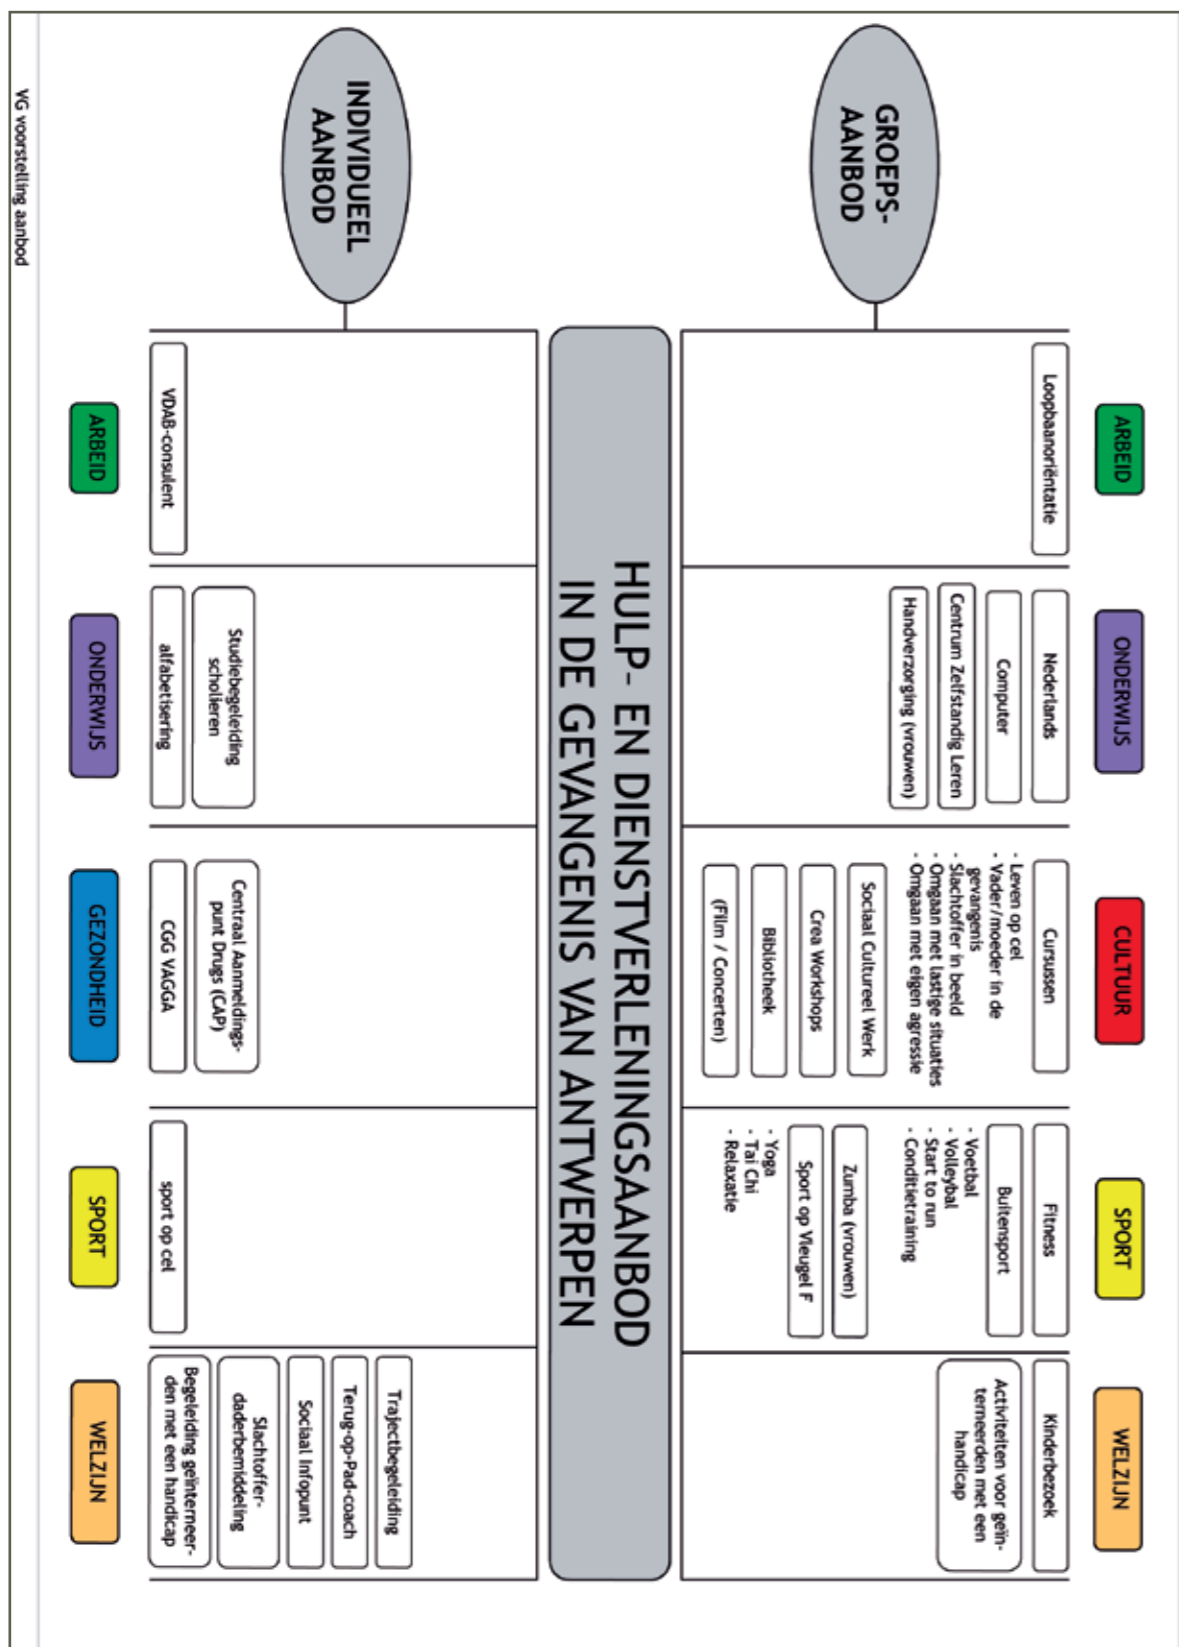 GROEPS-
AANBOD
ARBEID
Loopbaanoriëntatie
ONDERWIJS
Nederlands
Computer
Centrum Zelfstandig Leren
Handverzorging (vrouwen)
CULTUUR
Cursussen
- Leven op cel
- Vader/moeder in de
gevangenis
- Slachtoffer in beeld
- Omgaan met lastige situaties
- Omgaan met eigen agressie
Sociaal Cultureel Werk
Crea Workshops
Bibliotheek
(Film / Concerten)
SPORT
Fitness
Buitensport
- Voetbal
- Volleybal
- Start to run
- Conditietraining
Zumba (vrouwen)
Sport op Vleugel F
- Yoga
- Tai Chi
- Relaxatie
WELZIJN
Kinderbezoek
Activiteiten voor geïn-
terneerden met een
handicap
HULP- EN DIENSTVERLENINGSAANBOD
IN DE GEVANGENIS VAN ANTWERPEN
INDIVIDUEEL
AANBOD
VDAB-consulent
ARBEID
Studiebegeleiding
scholieren
alfabetisering
ONDERWIJS
Centraal Aanmeldings-
punt Drugs (CAP)
CGG VAGGA
GEZONDHEID
sport op cel
SPORT
Trajectbegeleiding
Terug-op-Pad-coach
Sociaal Infopunt
Slachtoffer-
daderbemiddeling
Begeleiding geïnterneer-
den met een handicap
WELZIJN
VG voorstelling aanbod